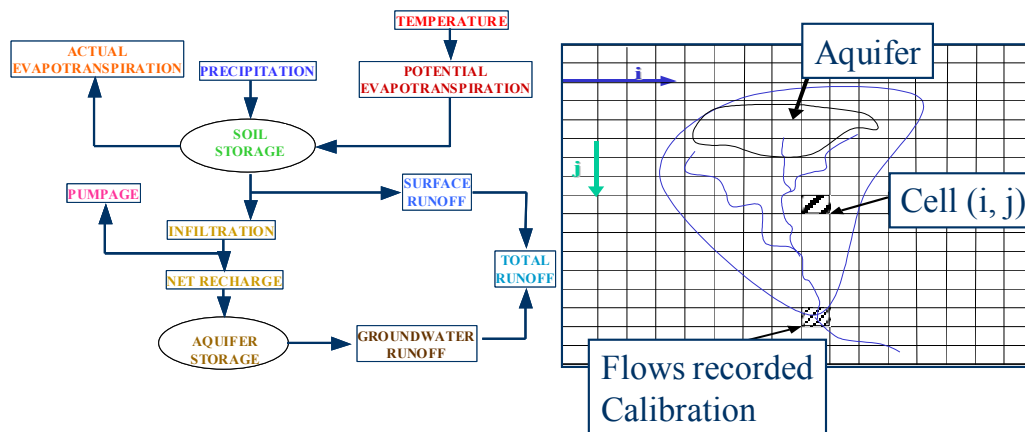 TEMPERATURE
ACTUAL
EVAPOTRANSPIRATION
PRECIPITATION
POTENTIAL
EVAPOTRANSPIRATION
SOIL
STORAGE
PUMPAGE
SURFACE
RUNOFF
INFILTRATION
NET RECHARGE
TOTAL
RUNOFF
AQUIFER
STORAGE
GROUNDWATER
RUNOFF
Aquifer
i
j
Cell (i, j)
Flows recorded
Calibration